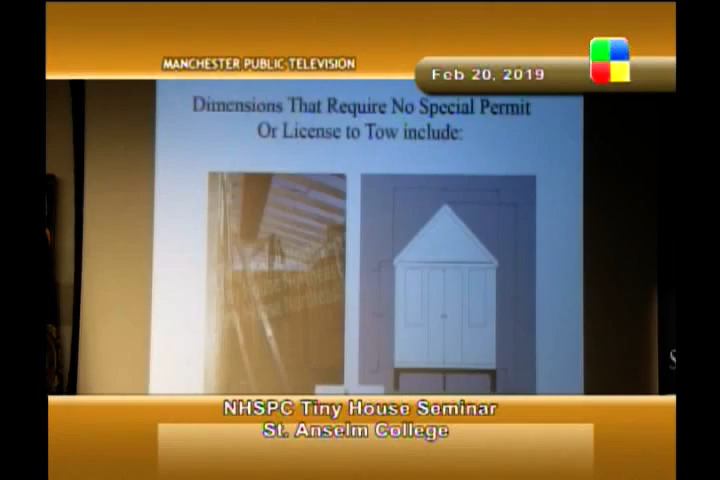 MANCHESTER PUBLIC TELEVISION
Feb 20, 2019
Dimensions That Require No Special Permit
Or License to Tow include:
NHSPC Tiny House Seminar
St. Anselm College